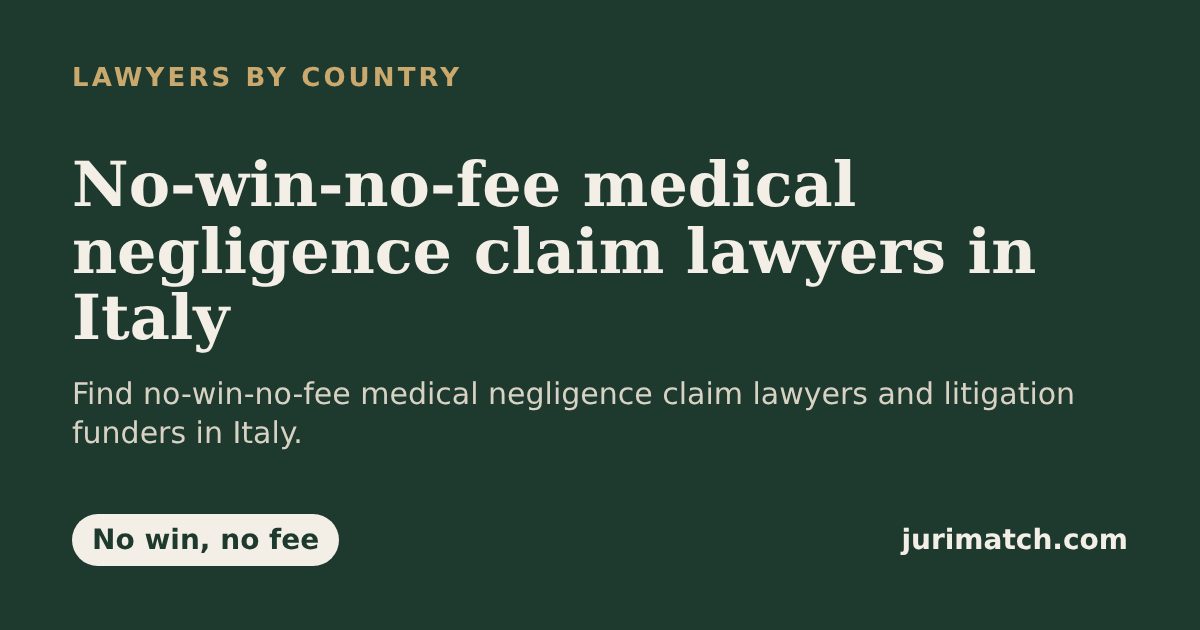 LAWYERS BY COUNTRY
No-win-no-fee medical
negligence claim lawyers in
Italy
Find no-win-no-fee medical negligence claim lawyers and litigation
funders in Italy.
No win, no fee
jurimatch.com